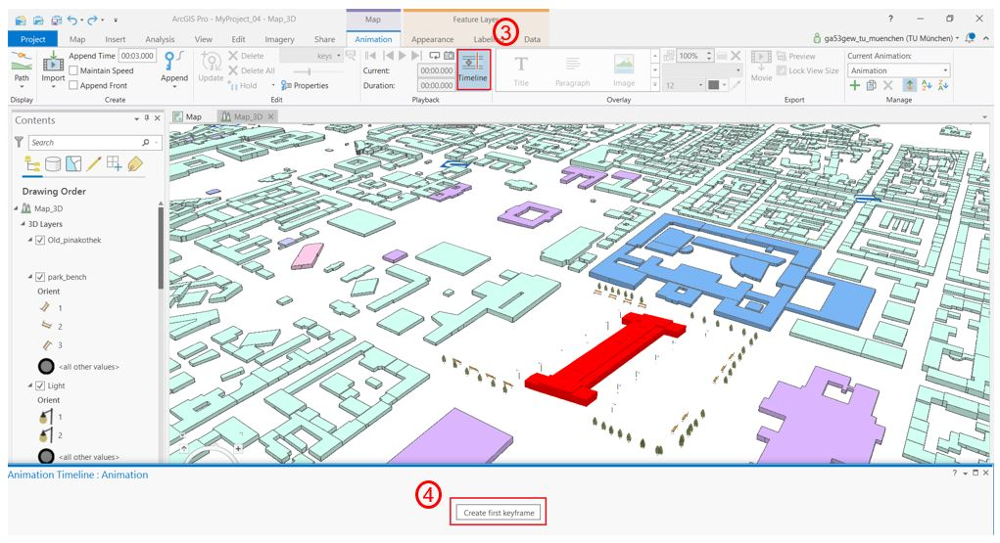 ArcGIS Pro - MyProject_04 - Map_3D
Map
Feature Layer
?
Project
Map
Insert
Analysis
View
Edit
Imagery
Share
Animation
Appearance
Labeling
Data
ga53gew_tu_muenchen (TU München)
3
Path
Import
Append Time
00:03.000
Maintain Speed
Append Front
Append
Update
Delete
Delete All
Hold
keys
Properties
Current:
00:00.000
Duration:
00:00.000
Timeline
Title
Paragraph
Image
100%
12
Movie
Preview
Lock View Size
Current Animation:
Animation
Display
Create
Edit
Playback
Overlay
Export
Manage
Contents
Map
Map_3D
Search
Drawing Order
Map_3D
3D Layers
Old_pinakothek
park_bench
Orient
1
2
3
<all other values>
Light
Orient
1
2
<all other values>
Animation Timeline : Animation
?
4
Create first keyframe